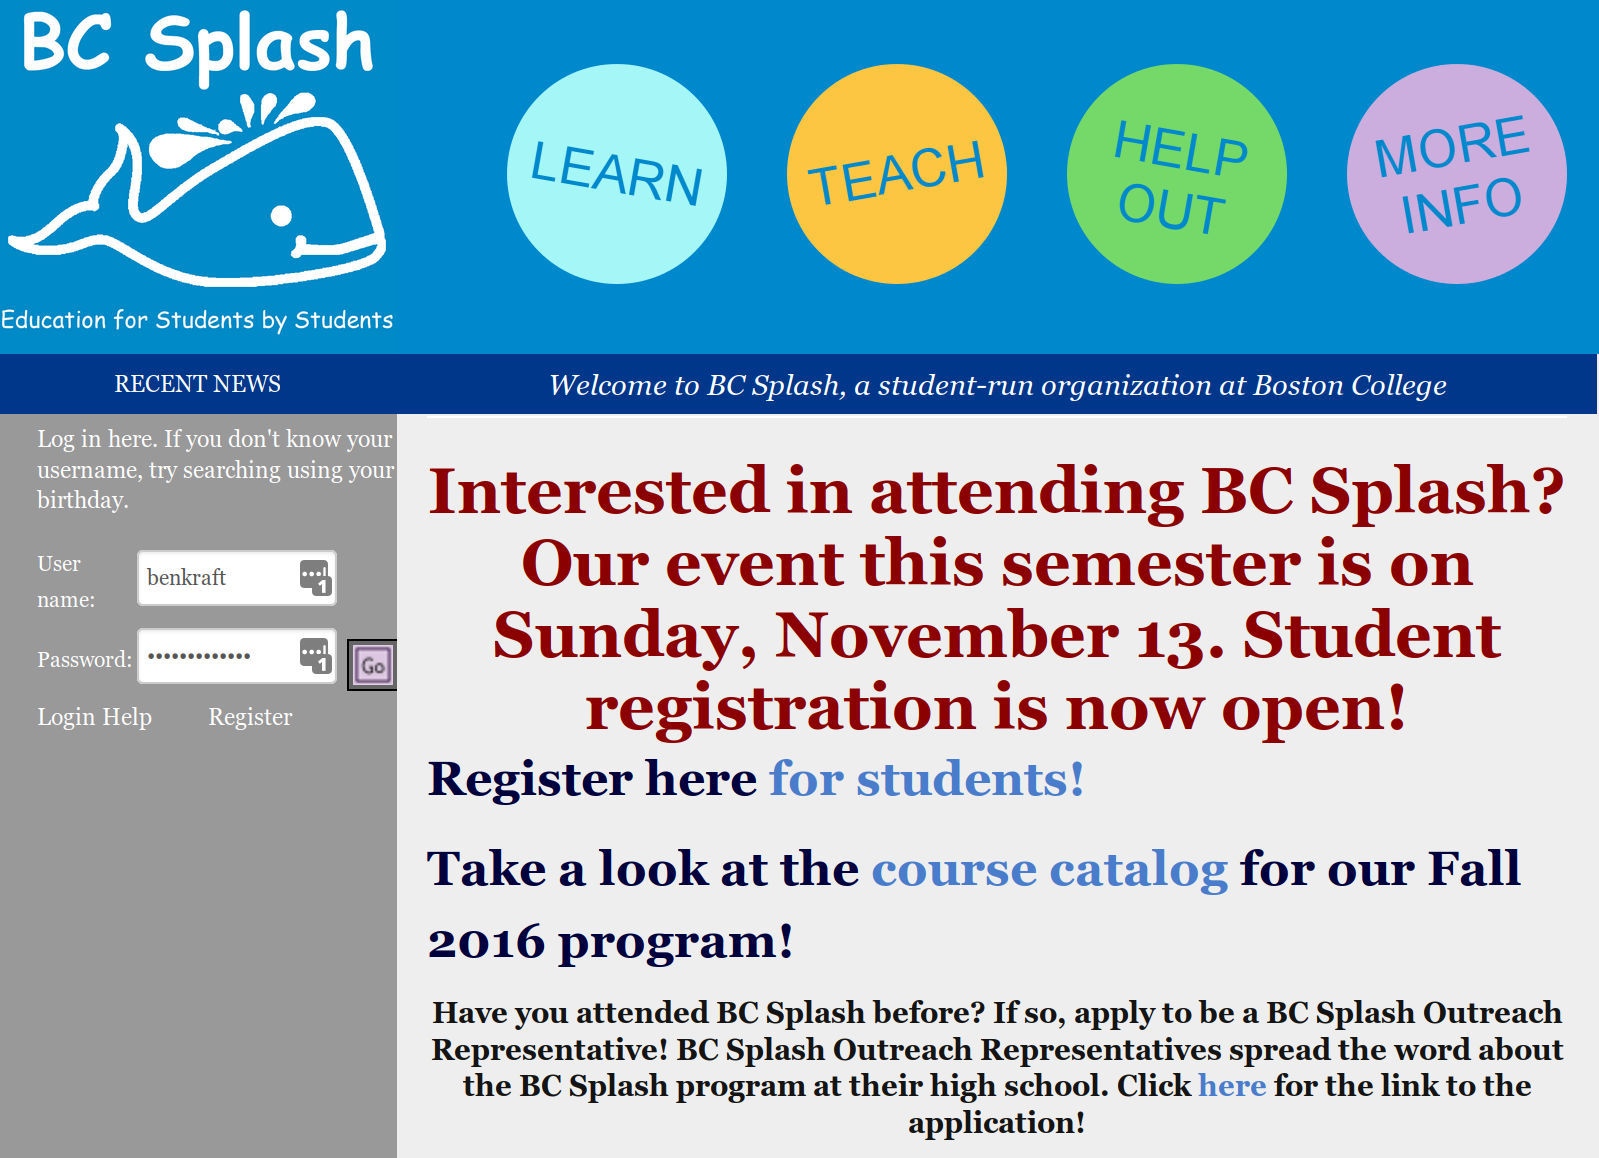 BC Splash
Education for Students by Students
LEARN
TEACH
HELP
OUT
MORE
INFO
RECENT NEWS
Welcome to BC Splash, a student-run organization at Boston College
Log in here. If you don't know your
username, try searching using your
birthday.
User
name:
benkraft
1
Password:
•••••••••••••
1
Go
Login Help
Register
Interested in attending BC Splash?
Our event this semester is on
Sunday, November 13. Student
registration is now open!
Register here for students!
Take a look at the course catalog for our Fall
2016 program!
Have you attended BC Splash before? If so, apply to be a BC Splash Outreach
Representative! BC Splash Outreach Representatives spread the word about
the BC Splash program at their high school. Click here for the link to the
application!